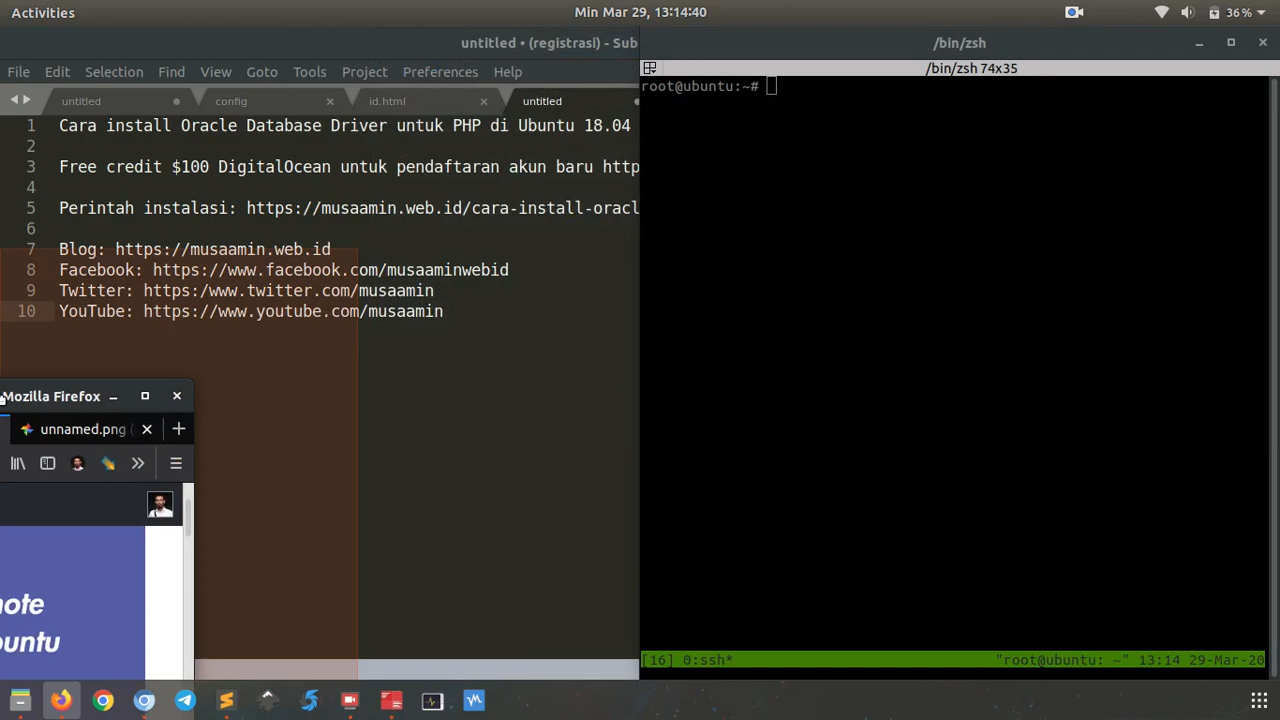 Activities
Min Mar 29, 13:14:40
36%
untitled • (registrasi) - Sub
/bin/zsh
File Edit Selection Find View Goto Tools Project Preferences Help
/bin/zsh 74x35
untitled config id.html untitled
root@ubuntu:~#
1 Cara install Oracle Database Driver untuk PHP di Ubuntu 18.04
2
3 Free credit $100 DigitalOcean untuk pendaftaran akun baru http
4
5 Perintah instalasi: https://musaamin.web.id/cara-install-oracl
6
7 Blog: https://musaamin.web.id
8 Facebook: https://www.facebook.com/musaaminwebid
9 Twitter: https:/www.twitter.com/musaamin
10 YouTube: https://www.youtube.com/musaamin
Mozilla Firefox
unnamed.png (
note
buntu
[16] 0:ssh* "root@ubuntu: ~" 13:14 29-Mar-20